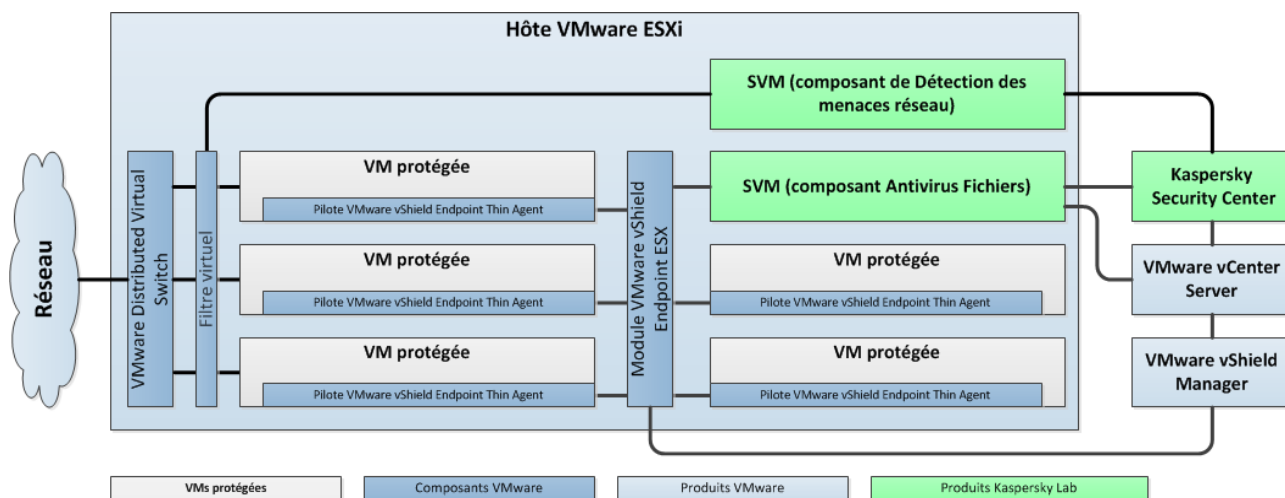 Hôte VMware ESXi
SVM (composant de Détection des
menaces réseau)
Réseau
VMware Distributed Virtual
Switch
Filtre virtuel
VM protégée
Pilote VMware vShield Endpoint Thin Agent
VM protégée
Pilote VMware vShield Endpoint Thin Agent
VM protégée
Pilote VMware vShield Endpoint Thin Agent
Module VMware vShield
Endpoint ESX
SVM (composant Antivirus Fichiers)
VM protégée
Pilote VMware vShield Endpoint Thin Agent
VM protégée
Pilote VMware vShield Endpoint Thin Agent
Kaspersky
Security Center
VMware vCenter
Server
VMware vShield
Manager
VMs protégées
Composants VMware
Produits VMware
Produits Kaspersky Lab